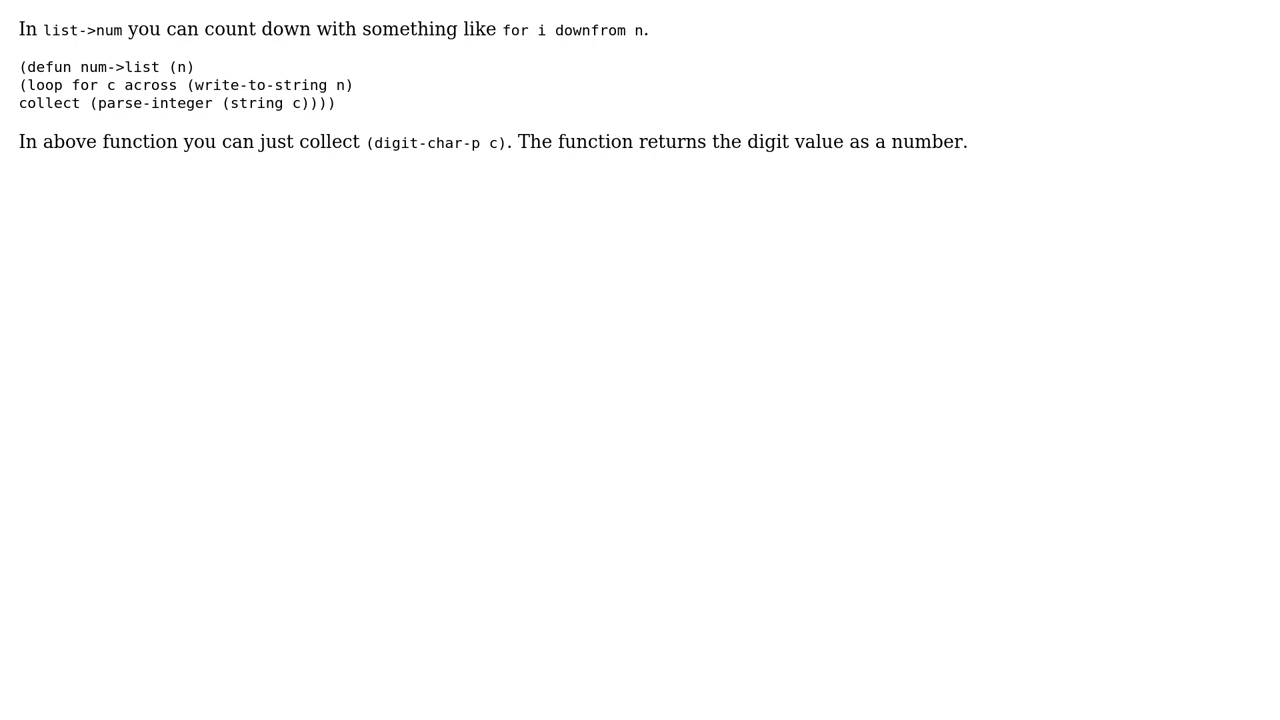 In list->num you can count down with something like for i downfrom n.
(defun num->list (n)
(loop for c across (write-to-string n)
collect (parse-integer (string c))))
In above function you can just collect (digit-char-p c). The function returns the digit value as a number.